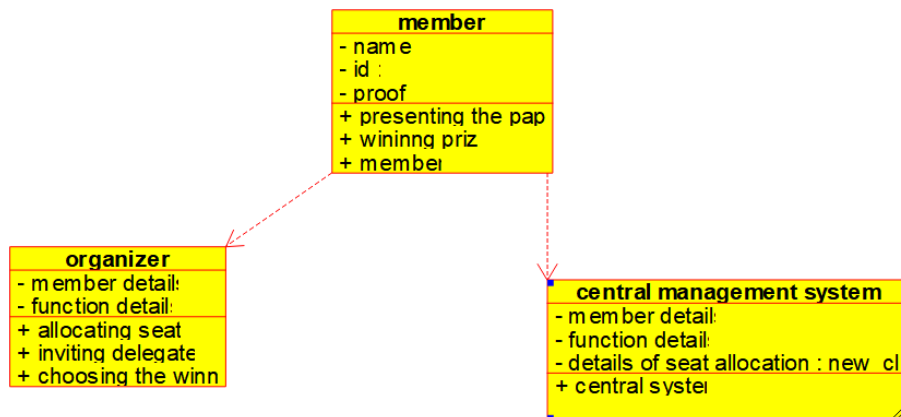 member
- name
- id :
- proof
+ presenting the pap
+ wininng priz
+ member
organizer
- member details
- function details
+ allocating seat
+ inviting delegate
+ choosing the winn
central management system
- member details
- function details
- details of seat allocation : new_cl
+ central system